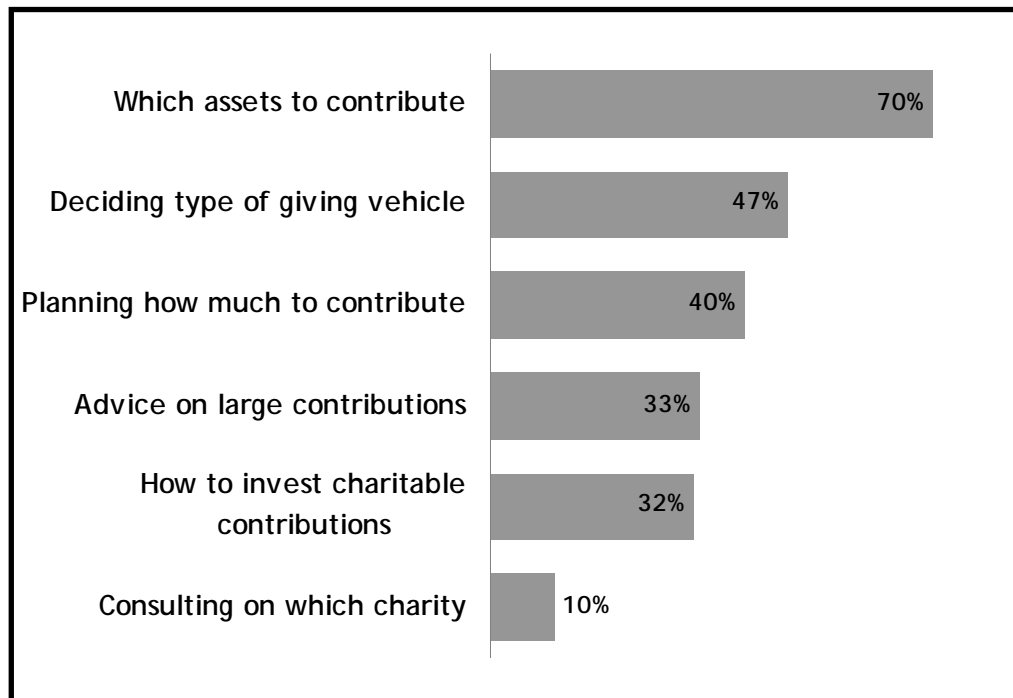 Which assets to contribute
70%
Deciding type of giving vehicle
47%
Planning how much to contribute
40%
Advice on large contributions
33%
How to invest charitable
contributions
32%
Consulting on which charity
10%